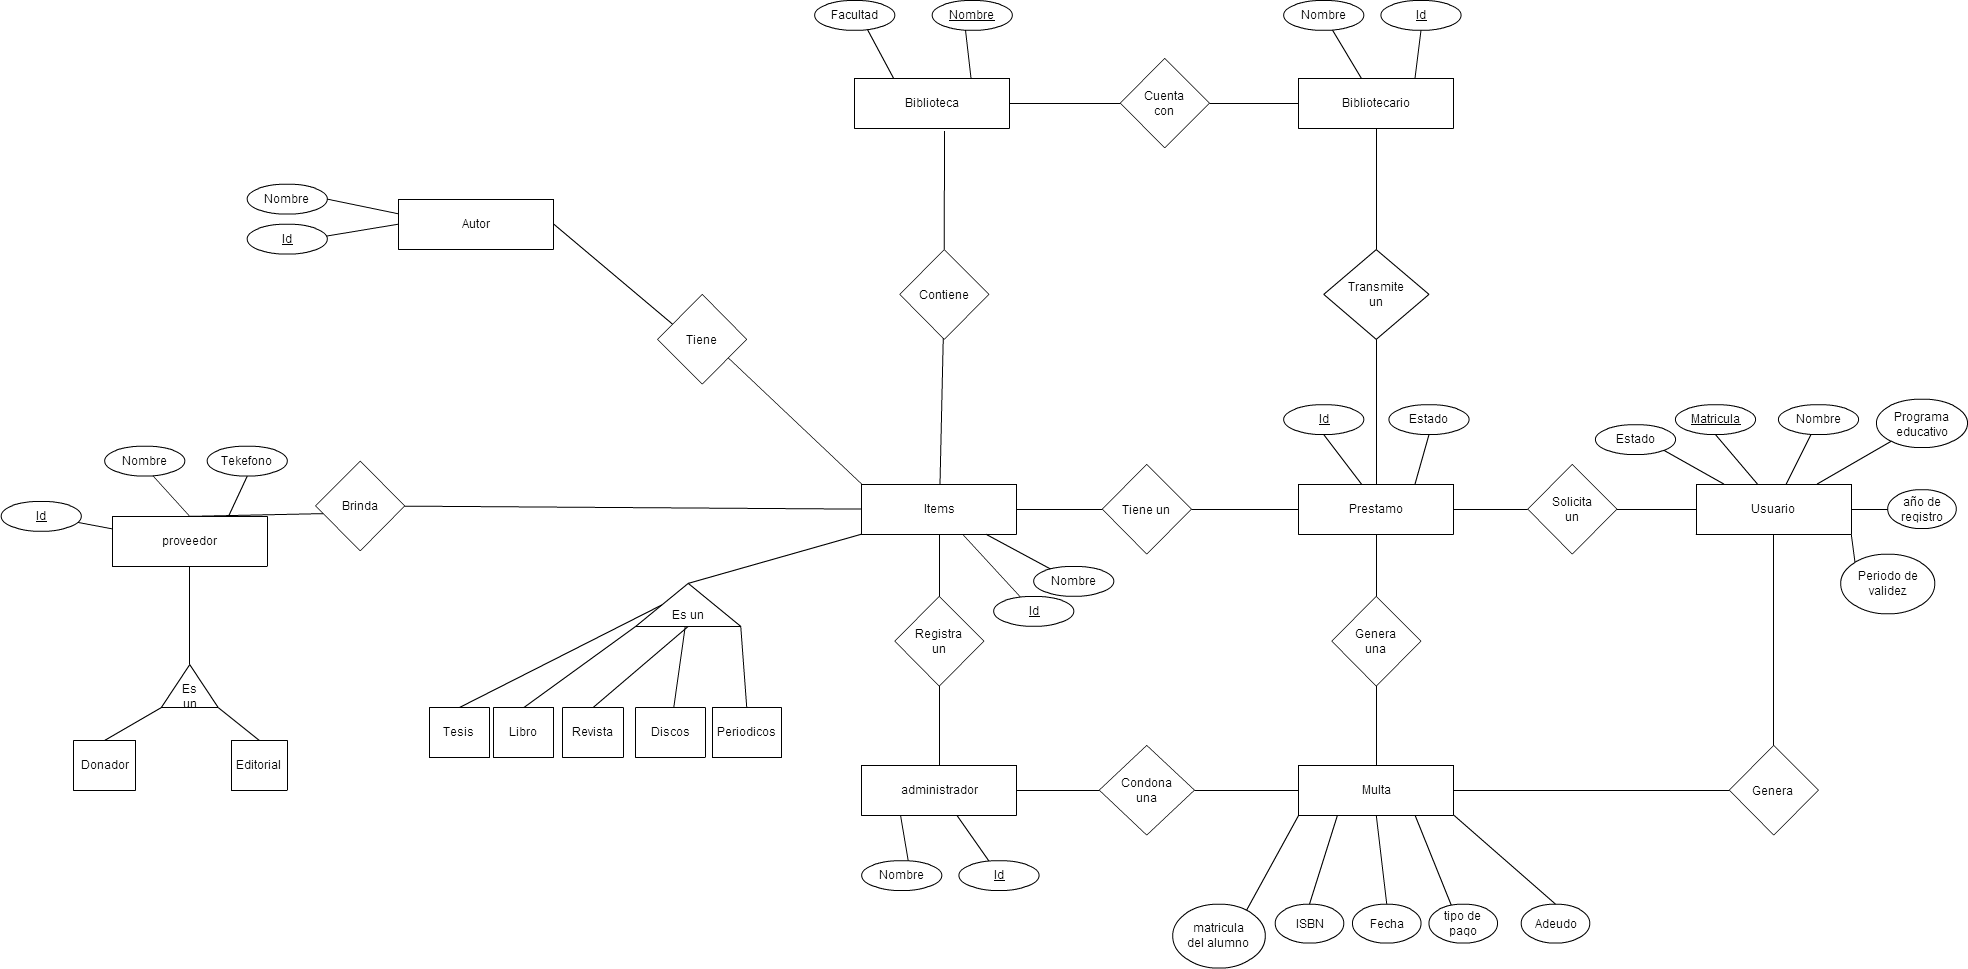 Facultad
Nombre
Nombre
Id
Biblioteca
Cuenta
con
Bibliotecario
Nombre
Id
Autor
Tiene
Contiene
Transmite
un
Nombre
Tekefono
Id
proveedor
Brinda
Items
Tiene un
Id
Estado
Prestamo
Solicita
un
Estado
Matricula
Nombre
Programa
educativo
Usuario
año de
registro
Periodo de
validez
Nombre
Id
Es un
Registra
un
Genera
una
Es
un
Donador
Editorial
Tesis
Libro
Revista
Discos
Periodicos
administrador
Condona
una
Multa
Genera
Nombre
Id
matricula
del alumno
ISBN
Fecha
tipo de
pago
Adeudo